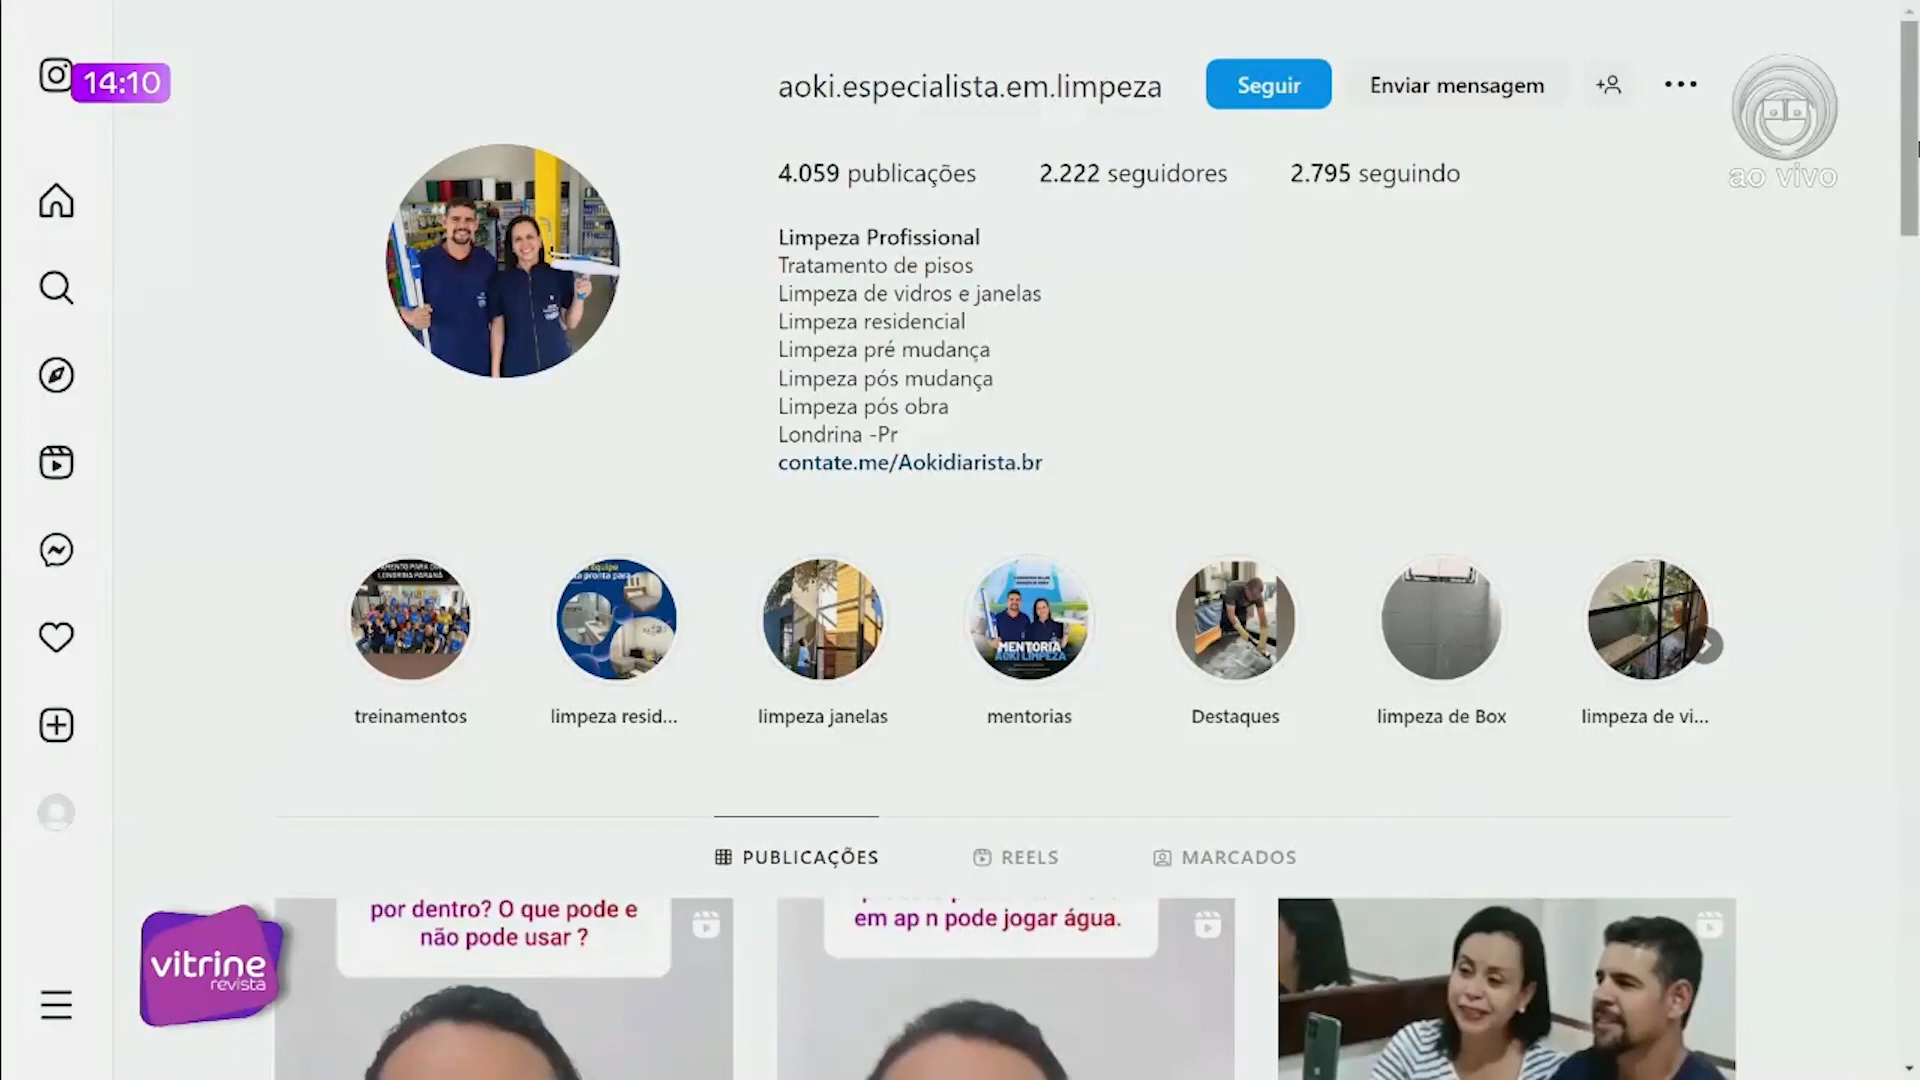 14:10
aoki.especialista.em.limpeza
Seguir
Enviar mensagem
ao vivo
4.059 publicações
2.222 seguidores
2.795 seguindo
Limpeza Profissional
Tratamento de pisos
Limpeza de vidros e janelas
Limpeza residencial
Limpeza pré mudança
Limpeza pós mudança
Limpeza pós obra
Londrina -Pr
contate.me/Aokidiarista.br
LONDRINA PARANÁ
pronta para
MENTORIA
AOKI LIMPEZA
treinamentos
limpeza resid...
limpeza janelas
mentorias
Destaques
limpeza de Box
limpeza de vi...
PUBLICAÇÕES
REELS
MARCADOS
por dentro? O que pode e
não pode usar ?
em ap n pode jogar água.
vitrine
revista